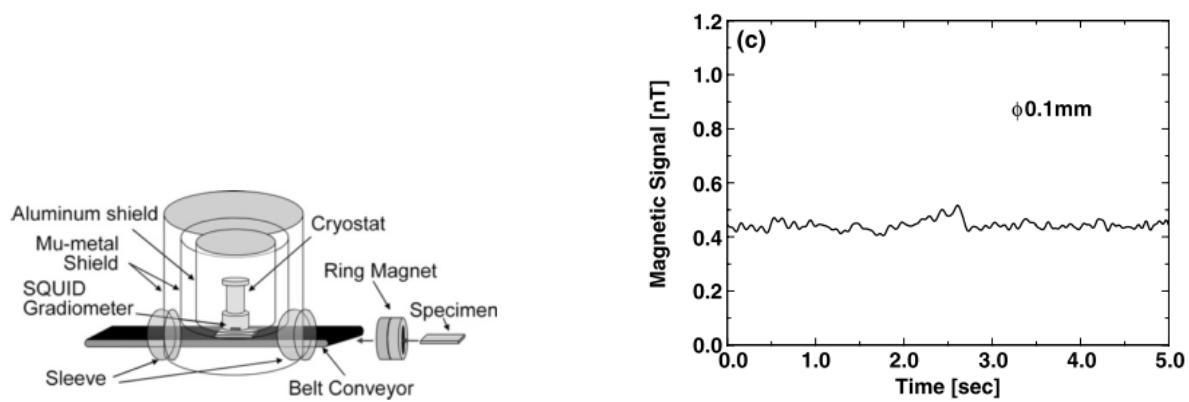 Aluminum shield
Cryostat
Mu-metal
Shield
Ring Magnet
SQUID
Gradiometer
Specimen
Sleeve
Belt Conveyor
(c)
ϕ0.1mm
Magnetic Signal [nT]
1.2
1.0
0.8
0.6
0.4
0.2
0.0
0.0 1.0 2.0 3.0 4.0 5.0
Time [sec]